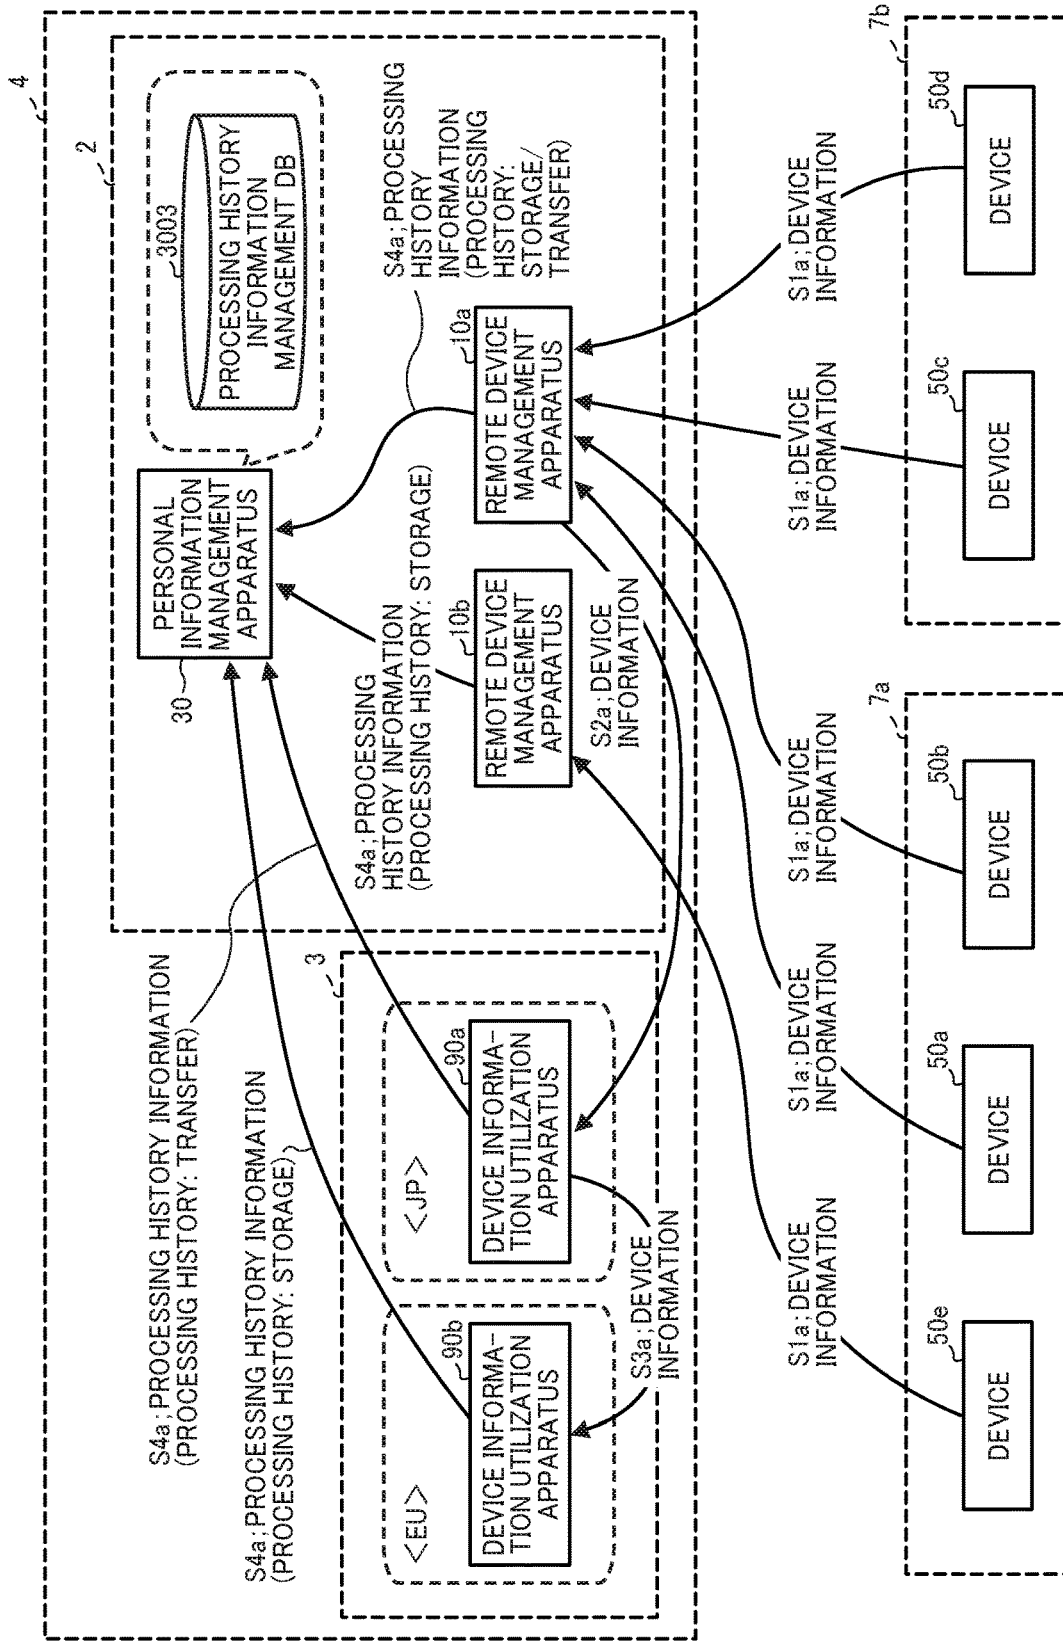 4
2
3003
PROCESSING HISTORY
INFORMATION
MANAGEMENT DB
PERSONAL
INFORMATION
MANAGEMENT
APPARATUS
30
S4a;PROCESSING HISTORY INFORMATION
(PROCESSING HISTORY: TRANSFER)
S4a;PROCESSING HISTORY INFORMATION
(PROCESSING HISTORY: STORAGE)
S4a;PROCESSING
HISTORY INFORMATION
(PROCESSING HISTORY: STORAGE)
S4a;PROCESSING
HISTORY
INFORMATION
(PROCESSING
HISTORY:
STORAGE/
TRANSFER)
3
<EU>
90b
DEVICE INFORMA-
TION UTILIZATION
APPARATUS
<JP>
90a
DEVICE INFORMA-
TION UTILIZATION
APPARATUS
10b
REMOTE DEVICE
MANAGEMENT
APPARATUS
10a
REMOTE DEVICE
MANAGEMENT
APPARATUS
S3a;DEVICE
INFORMATION
S2a;DEVICE
INFORMATION
S1a;DEVICE
INFORMATION
S1a;DEVICE
INFORMATION
S1a;DEVICE
INFORMATION
S1a;DEVICE
INFORMATION
S1a;DEVICE
INFORMATION
7a
50e
DEVICE
50a
DEVICE
50b
DEVICE
7b
50c
DEVICE
50d
DEVICE